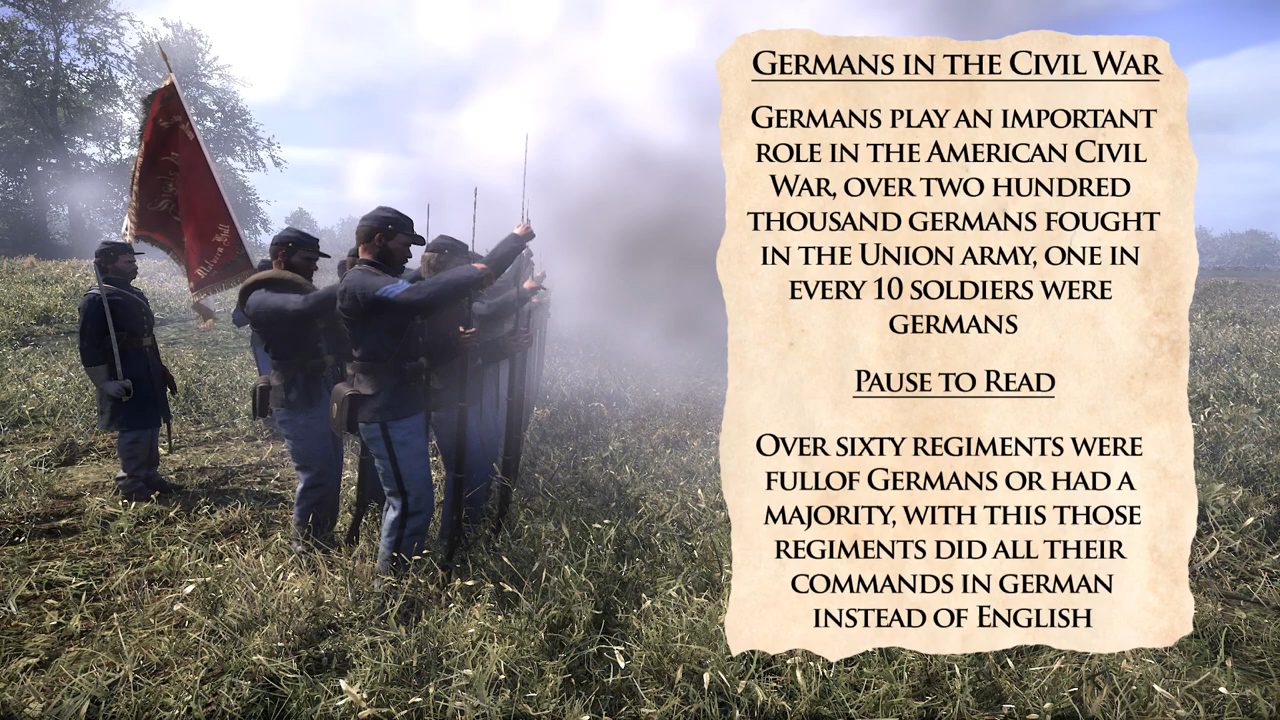 GERMANS IN THE CIVIL WAR
GERMANS PLAY AN IMPORTANT
ROLE IN THE AMERICAN CIVIL
WAR, OVER TWO HUNDRED
THOUSAND GERMANS FOUGHT
IN THE UNION ARMY, ONE IN
EVERY 10 SOLDIERS WERE
GERMANS
PAUSE TO READ
OVER SIXTY REGIMENTS WERE
FULLOF GERMANS OR HAD A
MAJORITY, WITH THIS THOSE
REGIMENTS DID ALL THEIR
COMMANDS IN GERMAN
INSTEAD OF ENGLISH
Malvern Hill